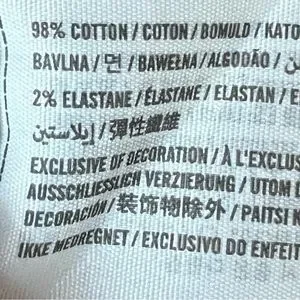 98% COTTON / COTON / BOMULD / KATO
BAVLNA / 면 / BAWEŁNA / ALGODÃO /
2% ELASTANE / ÉLASTANE / ELASTAN / E
إيلاستين / 彈性纖維
EXCLUSIVE OF DECORATION / À L'EXCLUS
AUSSCHLIESSLICH VERZIERUNG / UTOM
DECORACIÓN / 装饰物除外 / PAITSI
IKKE MEDREGNET / EXCLUSIVO DO ENFEIT